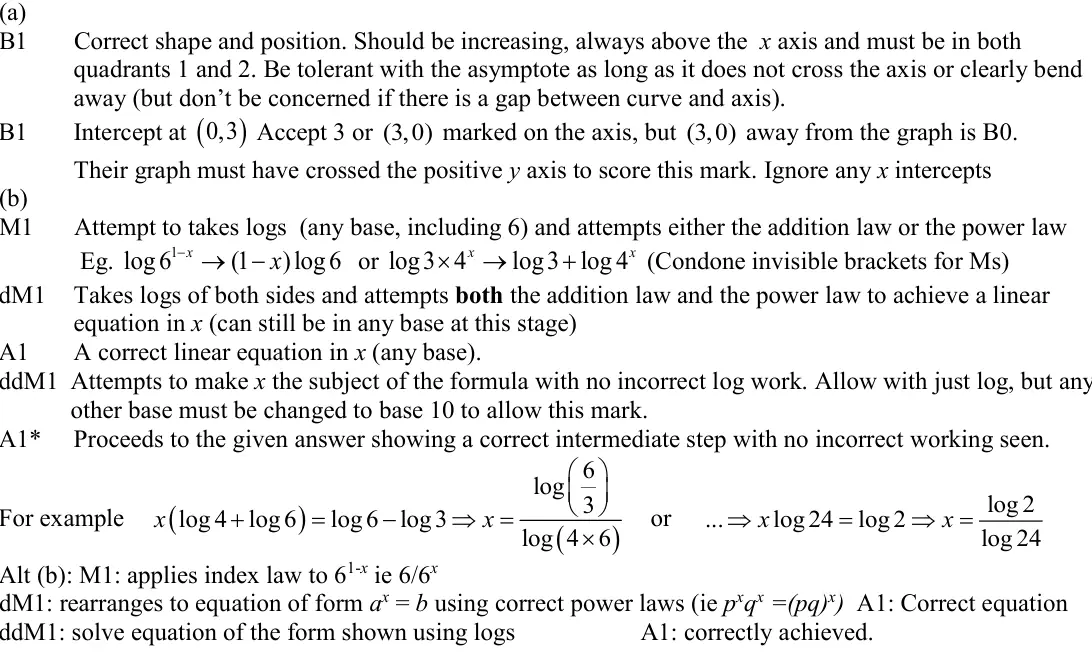 (a)
B1 Correct shape and position. Should be increasing, always above the x axis and must be in both
quadrants 1 and 2. Be tolerant with the asymptote as long as it does not cross the axis or clearly bend
away (but don’t be concerned if there is a gap between curve and axis).
B1 Intercept at (0,3) Accept 3 or (3,0) marked on the axis, but (3,0) away from the graph is B0.
Their graph must have crossed the positive y axis to score this mark. Ignore any x intercepts
(b)
M1 Attempt to takes logs (any base, including 6) and attempts either the addition law or the power law
Eg. log 6^{1−x} → (1−x) log 6 or log 3 × 4^x → log 3 + log 4^x (Condone invisible brackets for Ms)
dM1 Takes logs of both sides and attempts both the addition law and the power law to achieve a linear
equation in x (can still be in any base at this stage)
A1 A correct linear equation in x (any base).
ddM1 Attempts to make x the subject of the formula with no incorrect log work. Allow with just log, but any
other base must be changed to base 10 to allow this mark.
A1* Proceeds to the given answer showing a correct intermediate step with no incorrect working seen.
For example x(log 4 + log 6) = log 6 − log 3 ⇒ x = log(6/3) / log(4×6) or ... ⇒ x log 24 = log 2 ⇒ x = log 2 / log 24
Alt (b): M1: applies index law to 6^{1-x} ie 6/6^x
dM1: rearranges to equation of form a^x = b using correct power laws (ie p^x q^x =(pq)^x) A1: Correct equation
ddM1: solve equation of the form shown using logs A1: correctly achieved.